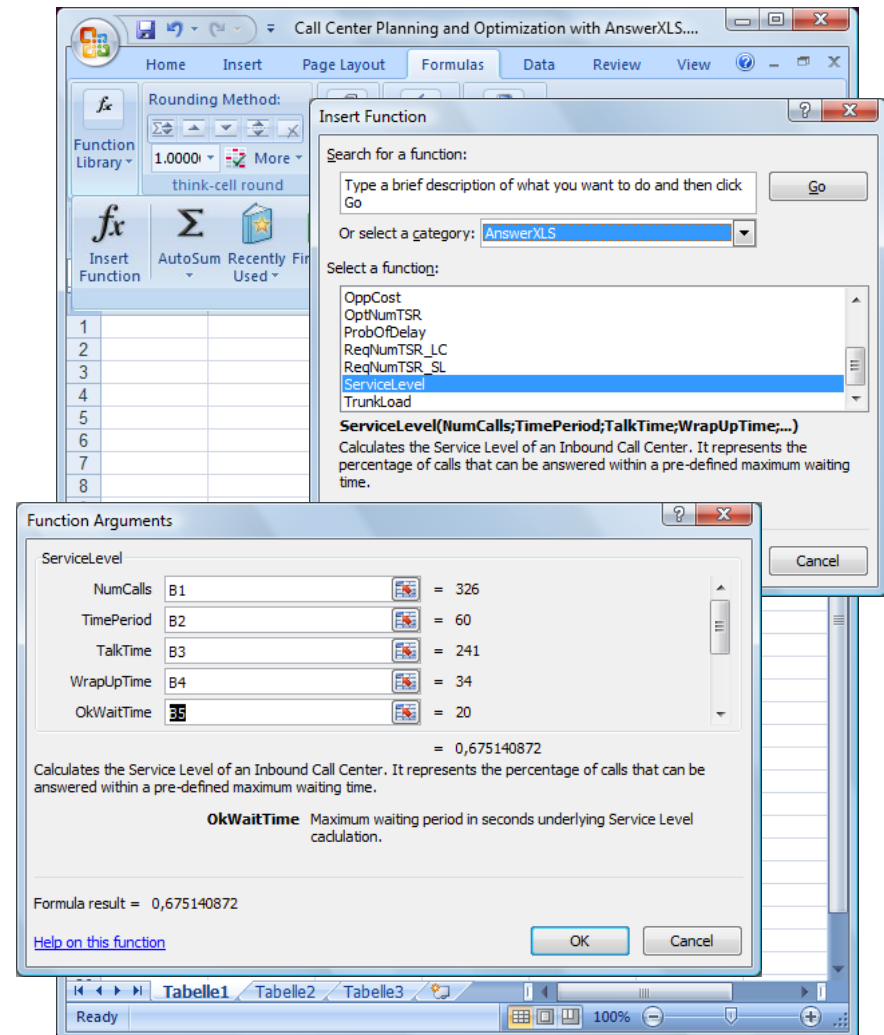 Call Center Planning and Optimization with AnswerXLS....
Home Insert Page Layout Formulas Data Review View
fx
Function
Library
Rounding Method:
1.0000
More
think-cell round
fx
Insert
Function
Σ
AutoSum
Recently
Used
Fin
1
2
3
4
5
6
7
8
Insert Function
Search for a function:
Type a brief description of what you want to do and then click
Go
Go
Or select a category: AnswerXLS
Select a function:
OppCost
OptNumTSR
ProbOfDelay
ReqNumTSR_LC
ReqNumTSR_SL
ServiceLevel
TrunkLoad
ServiceLevel(NumCalls;TimePeriod;TalkTime;WrapUpTime;...)
Calculates the Service Level of an Inbound Call Center. It represents the
percentage of calls that can be answered within a pre-defined maximum waiting
time.
Cancel
Function Arguments
ServiceLevel
NumCalls B1 = 326
TimePeriod B2 = 60
TalkTime B3 = 241
WrapUpTime B4 = 34
OkWaitTime B5 = 20
= 0,675140872
Calculates the Service Level of an Inbound Call Center. It represents the percentage of calls that can be
answered within a pre-defined maximum waiting time.
OkWaitTime Maximum waiting period in seconds underlying Service Level
caclulation.
Formula result = 0,675140872
Help on this function
OK
Cancel
Tabelle1 Tabelle2 Tabelle3
Ready
100%